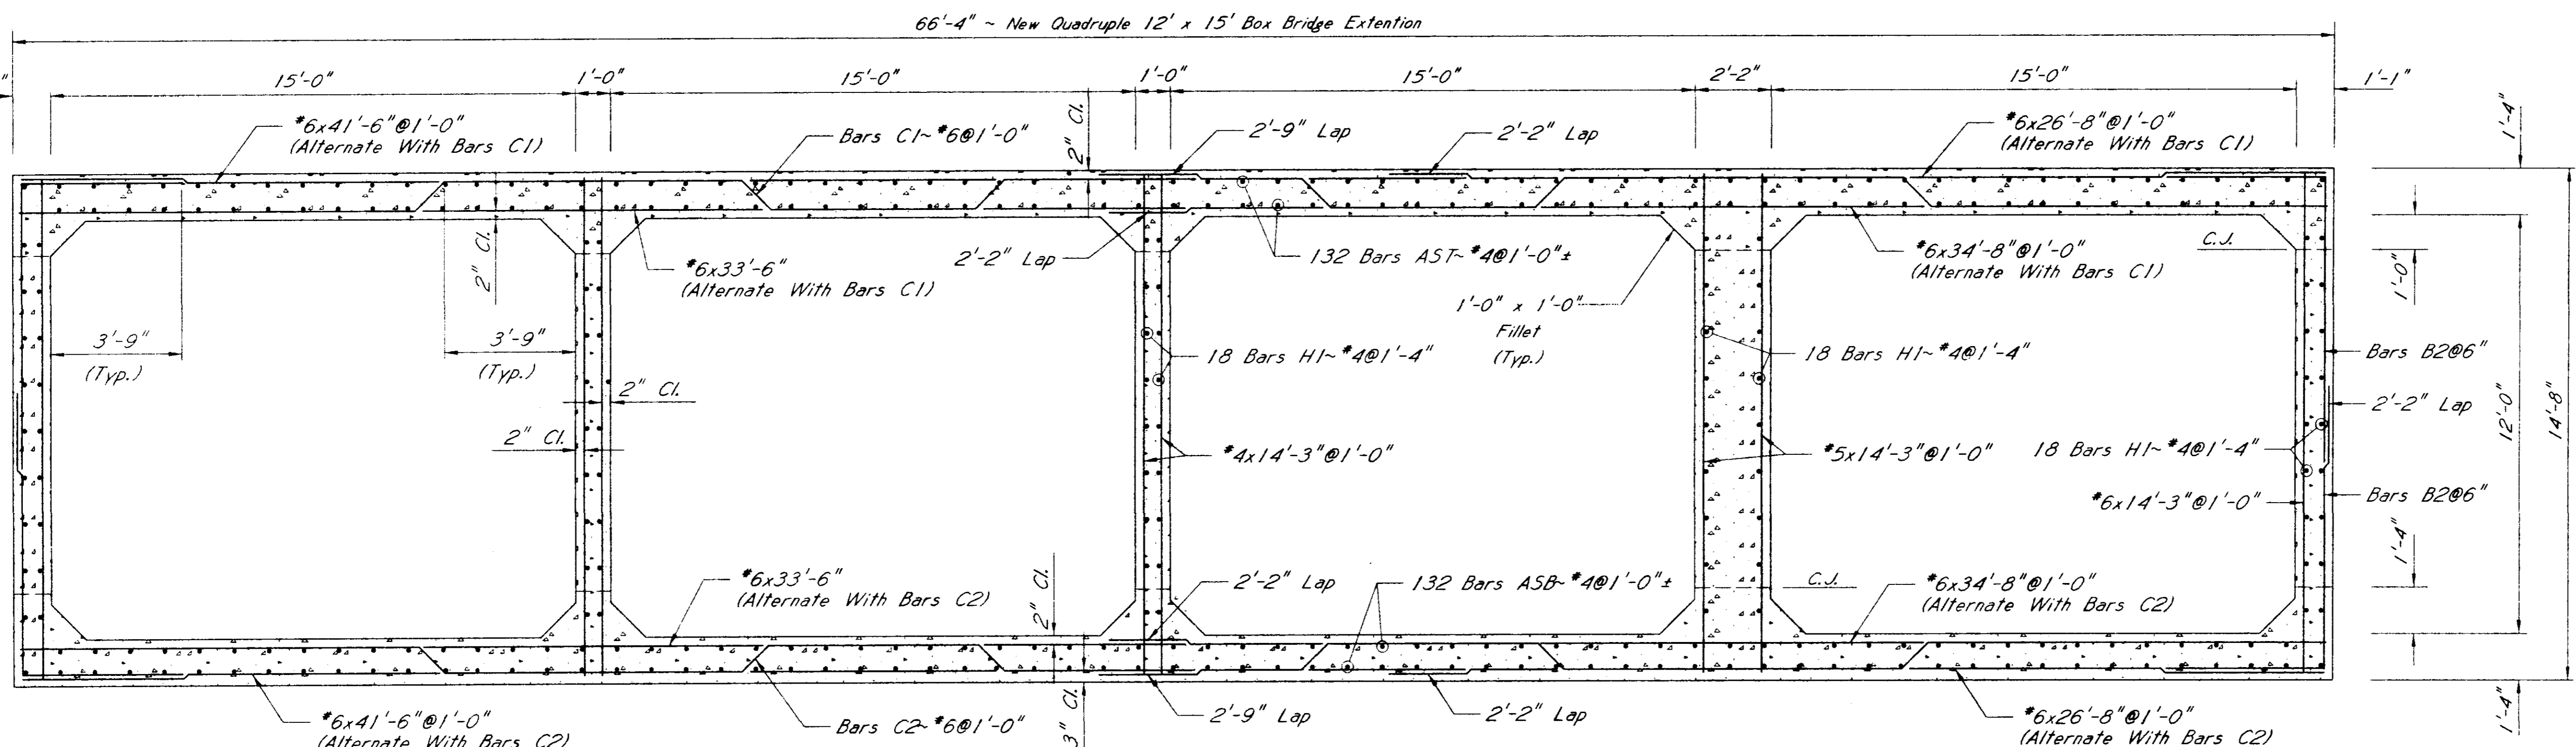 66'-4" ~ New Quadruple 12' x 15' Box Bridge Extention
"
15'-0"
1'-0"
15'-0"
1'-0"
15'-0"
2'-2"
15'-0"
1'-1"
#6x41'-6"@1'-0"
(Alternate With Bars C1)
Bars C1~#6@1'-0"
2" Cl.
2'-9" Lap
2'-2" Lap
#6x26'-8"@1'-0"
(Alternate With Bars C1)
1'-4"
2" Cl.
#6x33'-6"
(Alternate With Bars C1)
2'-2" Lap
132 Bars AST~#4@1'-0"±
#6x34'-8"@1'-0"
(Alternate With Bars C1)
C.J.
1'-0"
3'-9"
(Typ.)
3'-9"
(Typ.)
1'-0" x 1'-0"
Fillet
(Typ.)
18 Bars H1~#4@1'-4"
18 Bars H1~#4@1'-4"
Bars B2@6"
2" Cl.
2" Cl.
2'-2" Lap
12'-0"
14'-8"
#4x14'-3"@1'-0"
#5x14'-3"@1'-0"
18 Bars H1~#4@1'-4"
#6x14'-3"@1'-0"
Bars B2@6"
1'-4"
#6x33'-6"
(Alternate With Bars C2)
2" Cl.
2'-2" Lap
132 Bars ASB~#4@1'-0"±
C.J.
#6x34'-8"@1'-0"
(Alternate With Bars C2)
#6x41'-6"@1'-0"
(Alternate With Bars C2)
Bars C2~#6@1'-0"
3" Cl.
2'-9" Lap
2'-2" Lap
#6x26'-8"@1'-0"
(Alternate With Bars C2)
1'-4"